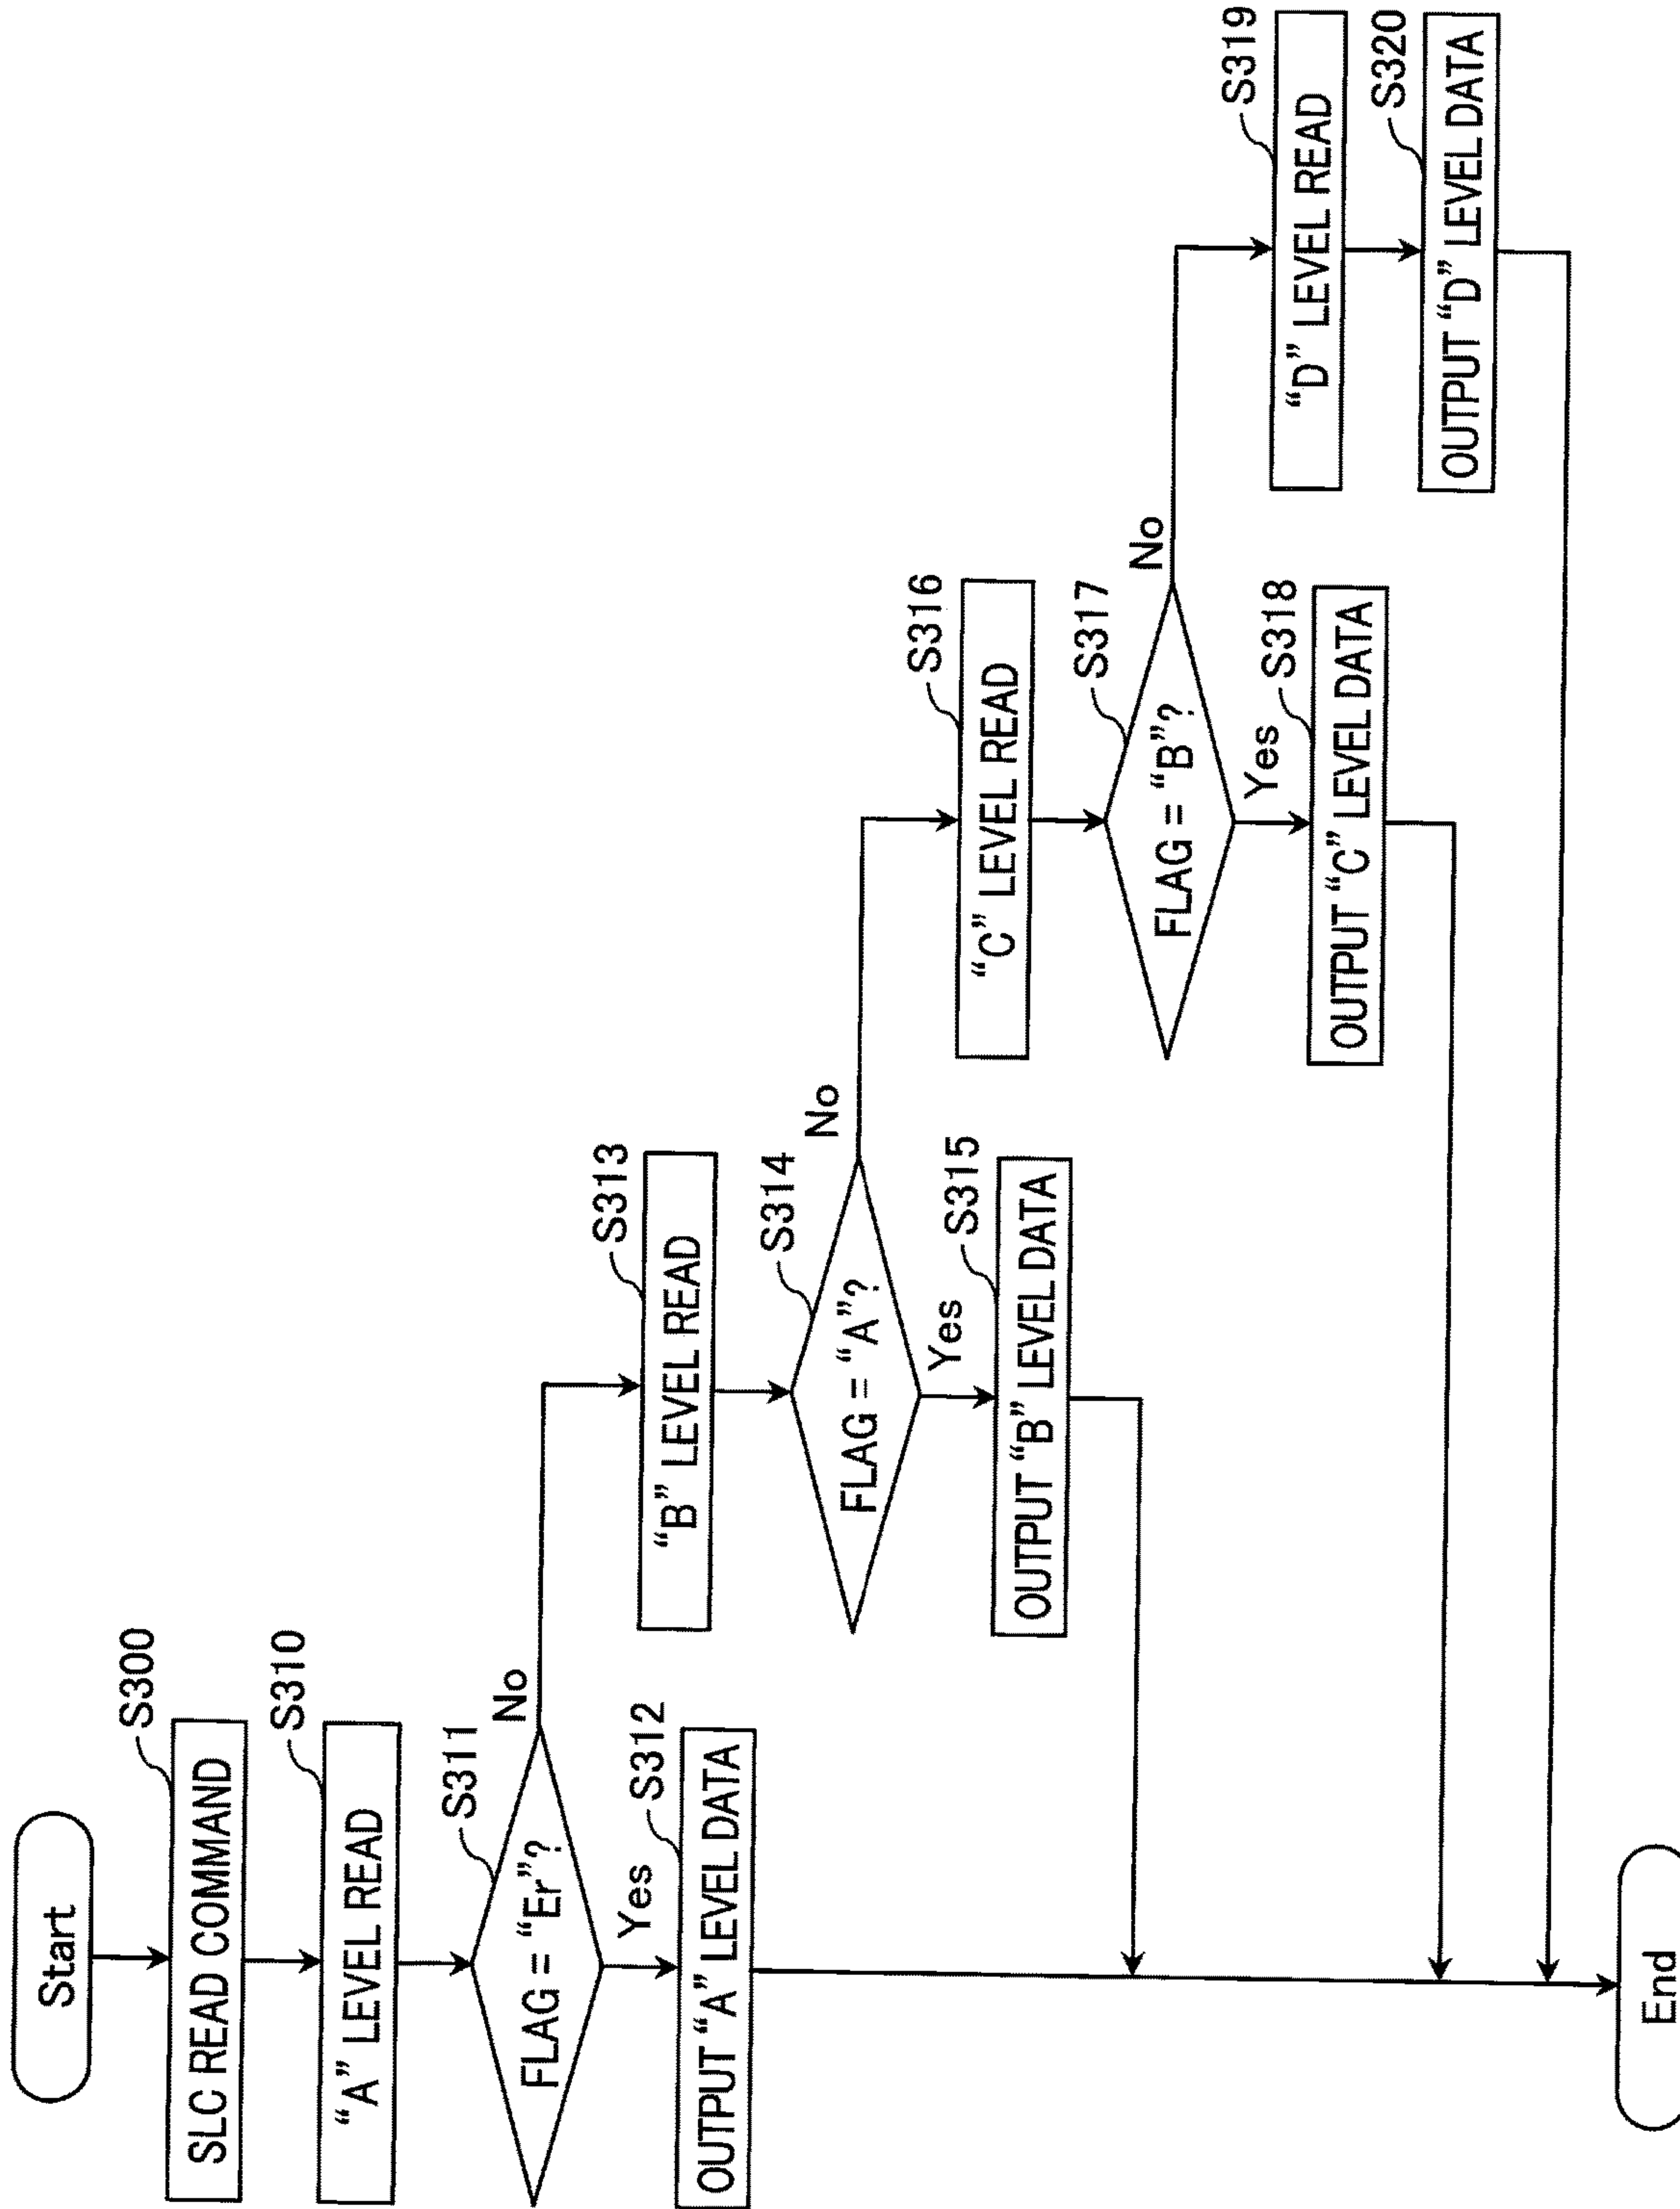 Start
S300
SLC READ COMMAND
S310
“A” LEVEL READ
S311
FLAG = “Er”?
No
Yes
S312
OUTPUT “A” LEVEL DATA
S313
“B” LEVEL READ
S314
FLAG = “A”?
No
Yes
S315
OUTPUT “B” LEVEL DATA
S316
“C” LEVEL READ
S317
FLAG = “B”?
No
Yes
S318
OUTPUT “C” LEVEL DATA
S319
“D” LEVEL READ
S320
OUTPUT “D” LEVEL DATA
End